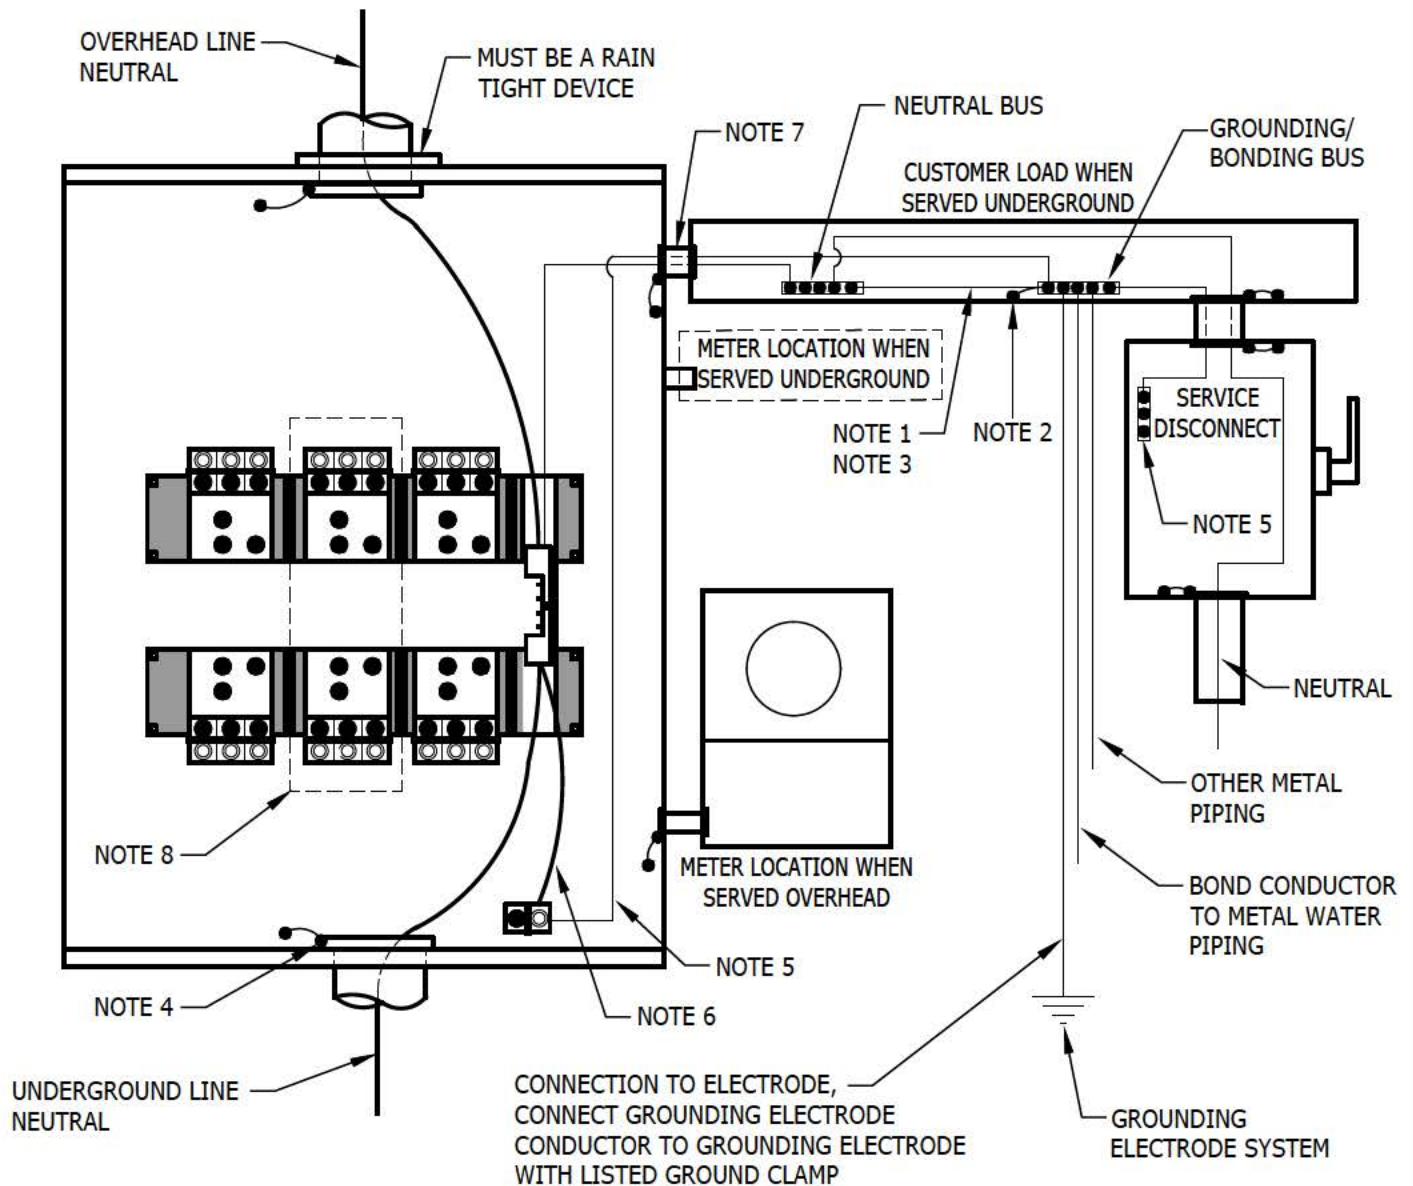 OVERHEAD LINE
NEUTRAL
MUST BE A RAIN
TIGHT DEVICE
NOTE 7
NEUTRAL BUS
GROUNDING/
BONDING BUS
CUSTOMER LOAD WHEN
SERVED UNDERGROUND
METER LOCATION WHEN
SERVED UNDERGROUND
NOTE 1
NOTE 3
NOTE 2
SERVICE
DISCONNECT
NOTE 5
NEUTRAL
OTHER METAL
PIPING
NOTE 8
METER LOCATION WHEN
SERVED OVERHEAD
BOND CONDUCTOR
TO METAL WATER
PIPING
NOTE 5
NOTE 4
NOTE 6
UNDERGROUND LINE
NEUTRAL
CONNECTION TO ELECTRODE,
CONNECT GROUNDING ELECTRODE
CONDUCTOR TO GROUNDING ELECTRODE
WITH LISTED GROUND CLAMP
GROUNDING
ELECTRODE SYSTEM